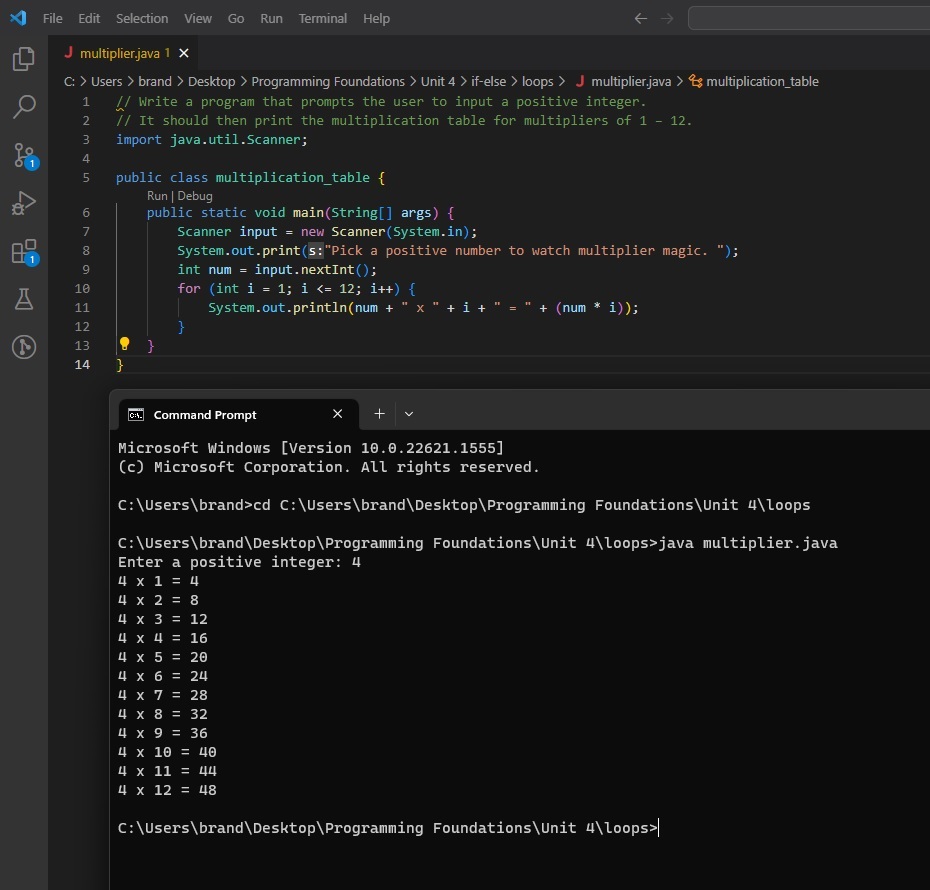 File Edit Selection View Go Run Terminal Help
J multiplier.java 1
C: > Users > brand > Desktop > Programming Foundations > Unit 4 > if-else > loops > J multiplier.java > multiplication_table
1 // Write a program that prompts the user to input a positive integer.
2 // It should then print the multiplication table for multipliers of 1 – 12.
3 import java.util.Scanner;
4
5 public class multiplication_table {
Run | Debug
6 public static void main(String[] args) {
7 Scanner input = new Scanner(System.in);
8 System.out.print(s:"Pick a positive number to watch multiplier magic. ");
9 int num = input.nextInt();
10 for (int i = 1; i <= 12; i++) {
11 System.out.println(num + " x " + i + " = " + (num * i));
12 }
13 }
14 }
1
1
Command Prompt
Microsoft Windows [Version 10.0.22621.1555]
(c) Microsoft Corporation. All rights reserved.
C:\Users\brand>cd C:\Users\brand\Desktop\Programming Foundations\Unit 4\loops
C:\Users\brand\Desktop\Programming Foundations\Unit 4\loops>java multiplier.java
Enter a positive integer: 4
4 x 1 = 4
4 x 2 = 8
4 x 3 = 12
4 x 4 = 16
4 x 5 = 20
4 x 6 = 24
4 x 7 = 28
4 x 8 = 32
4 x 9 = 36
4 x 10 = 40
4 x 11 = 44
4 x 12 = 48
C:\Users\brand\Desktop\Programming Foundations\Unit 4\loops>